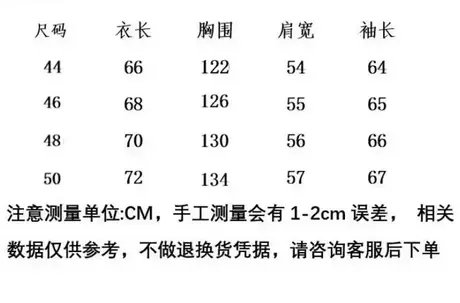 尺码 衣长 胸围 肩宽 袖长
44 66 122 54 64
46 68 126 55 65
48 70 130 56 66
50 72 134 57 67
注意测量单位:CM，手工测量会有1-2cm误差， 相关
数据仅供参考，不做退换货凭据，请咨询客服后下单